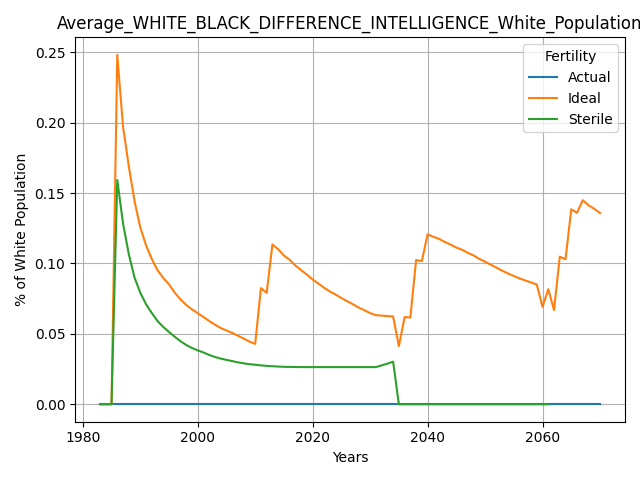 Average_WHITE_BLACK_DIFFERENCE_INTELLIGENCE_White_Population
0.25
0.20
0.15
0.10
0.05
0.00
% of White Population
Fertility
Actual
Ideal
Sterile
1980
2000
2020
2040
2060
Years